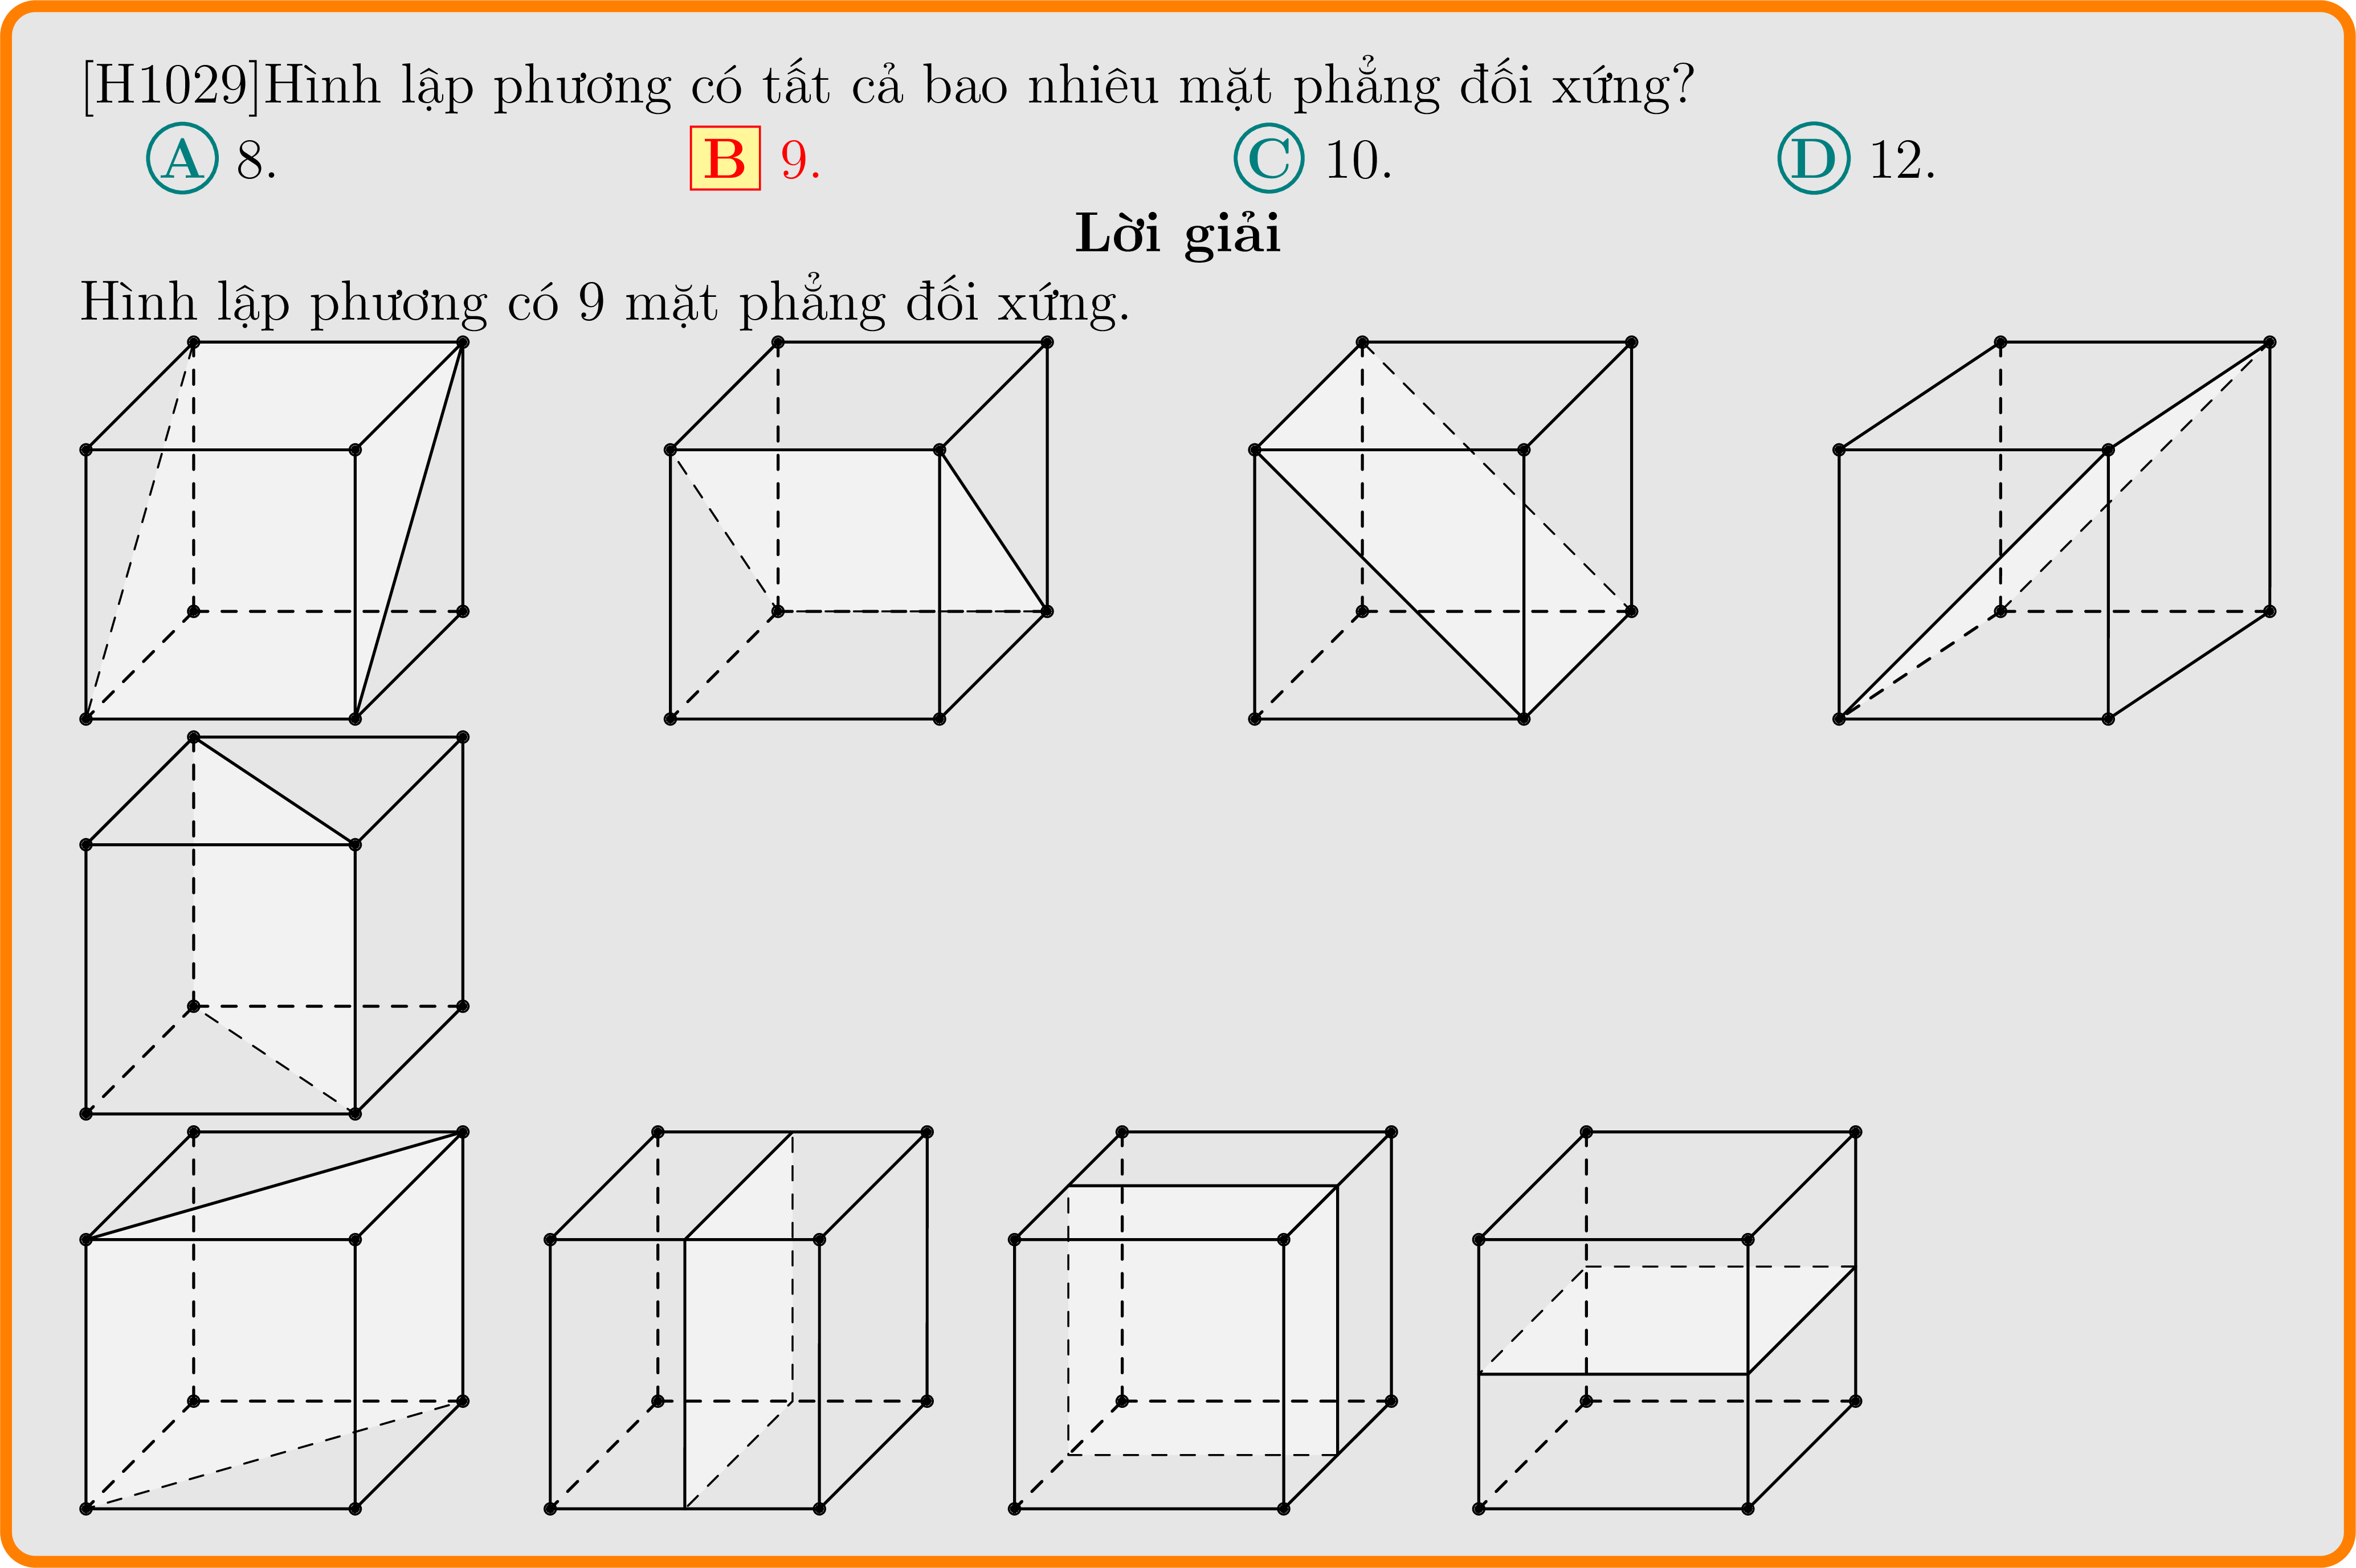 [H1029]Hình lập phương có tất cả bao nhiêu mặt phẳng đối xứng?
A 8. B 9. C 10. D 12.
Lời giải
Hình lập phương có 9 mặt phẳng đối xứng.